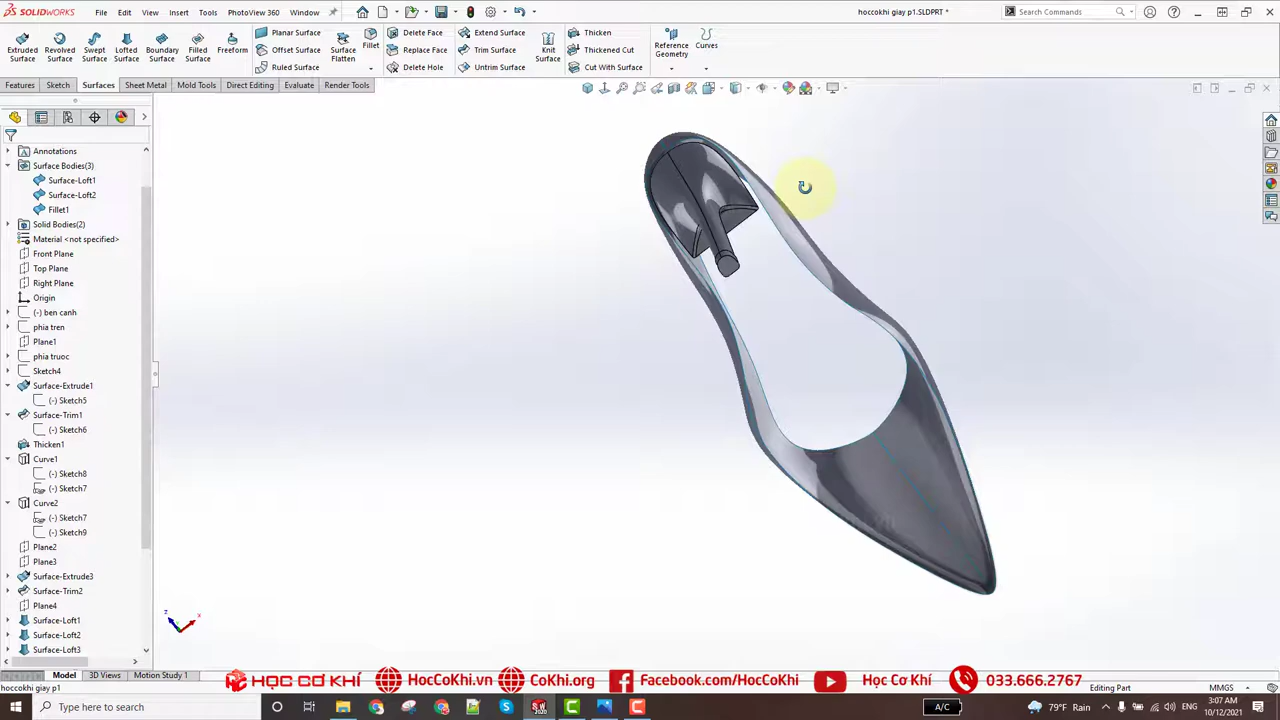 SOLIDWORKS File Edit View Insert Tools PhotoView 360 Window hoccokhi giay p1.SLDPRT * Search Commands
Extruded Surface Revolved Surface Swept Surface Lofted Surface Boundary Surface Filled Surface Freeform Planar Surface Offset Surface Ruled Surface Surface Flatten Fillet Delete Face Replace Face Delete Hole Extend Surface Trim Surface Untrim Surface Knit Surface Thicken Thickened Cut Cut With Surface Reference Geometry Curves
Features Sketch Surfaces Sheet Metal Mold Tools Direct Editing Evaluate Render Tools
Annotations
Surface Bodies(3)
Surface-Loft1
Surface-Loft2
Fillet1
Solid Bodies(2)
Material <not specified>
Front Plane
Top Plane
Right Plane
Origin
(-) ben canh
phia tren
Plane1
phia truoc
Sketch4
Surface-Extrude1
(-) Sketch5
Surface-Trim1
(-) Sketch6
Thicken1
Curve1
(-) Sketch8
(-) Sketch7
Curve2
(-) Sketch7
(-) Sketch9
Plane2
Plane3
Surface-Extrude3
Surface-Trim2
Plane4
Surface-Loft1
Surface-Loft2
Surface-Loft3
z x
Model 3D Views Motion Study 1
HỌC CƠ KHÍ HocCoKhi.vn CoKhi.org Facebook.com/HocCoKhi Học Cơ Khí 033.666.2767
hoccokhi giay p1 Editing Part MMGS
Type here to search A/C 79°F Rain 3:07 AM
10/12/2021